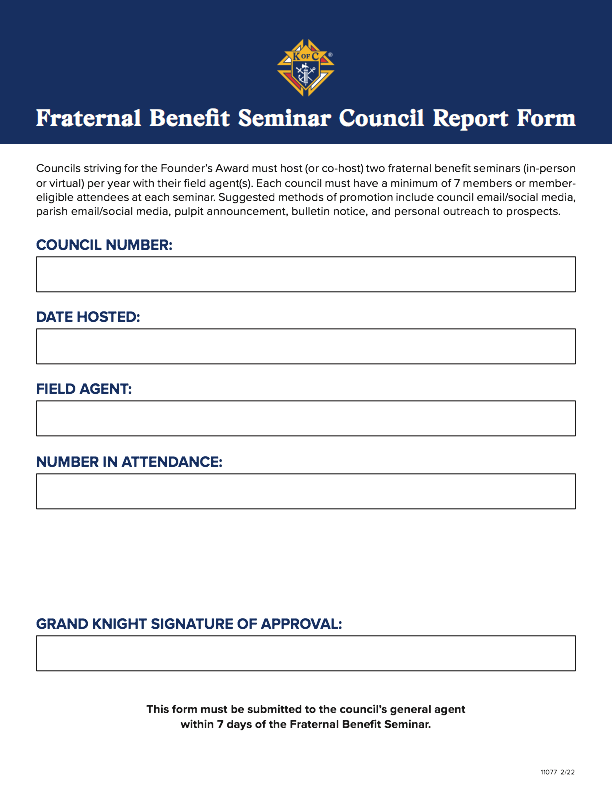 K OF C
®
Fraternal Benefit Seminar Council Report Form
Councils striving for the Founder's Award must host (or co-host) two fraternal benefit seminars (in-person
or virtual) per year with their field agent(s). Each council must have a minimum of 7 members or member-
eligible attendees at each seminar. Suggested methods of promotion include council email/social media,
parish email/social media, pulpit announcement, bulletin notice, and personal outreach to prospects.
COUNCIL NUMBER:
DATE HOSTED:
FIELD AGENT:
NUMBER IN ATTENDANCE:
GRAND KNIGHT SIGNATURE OF APPROVAL:
This form must be submitted to the council's general agent
within 7 days of the Fraternal Benefit Seminar.
11077 2/22